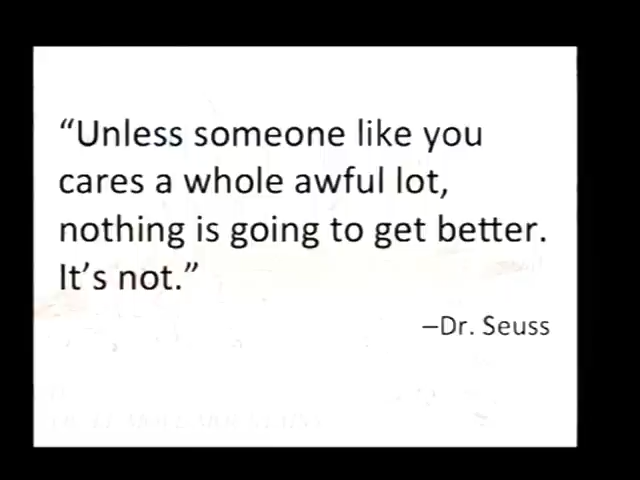 “Unless someone like you
cares a whole awful lot,
nothing is going to get better.
It’s not.”
–Dr. Seuss